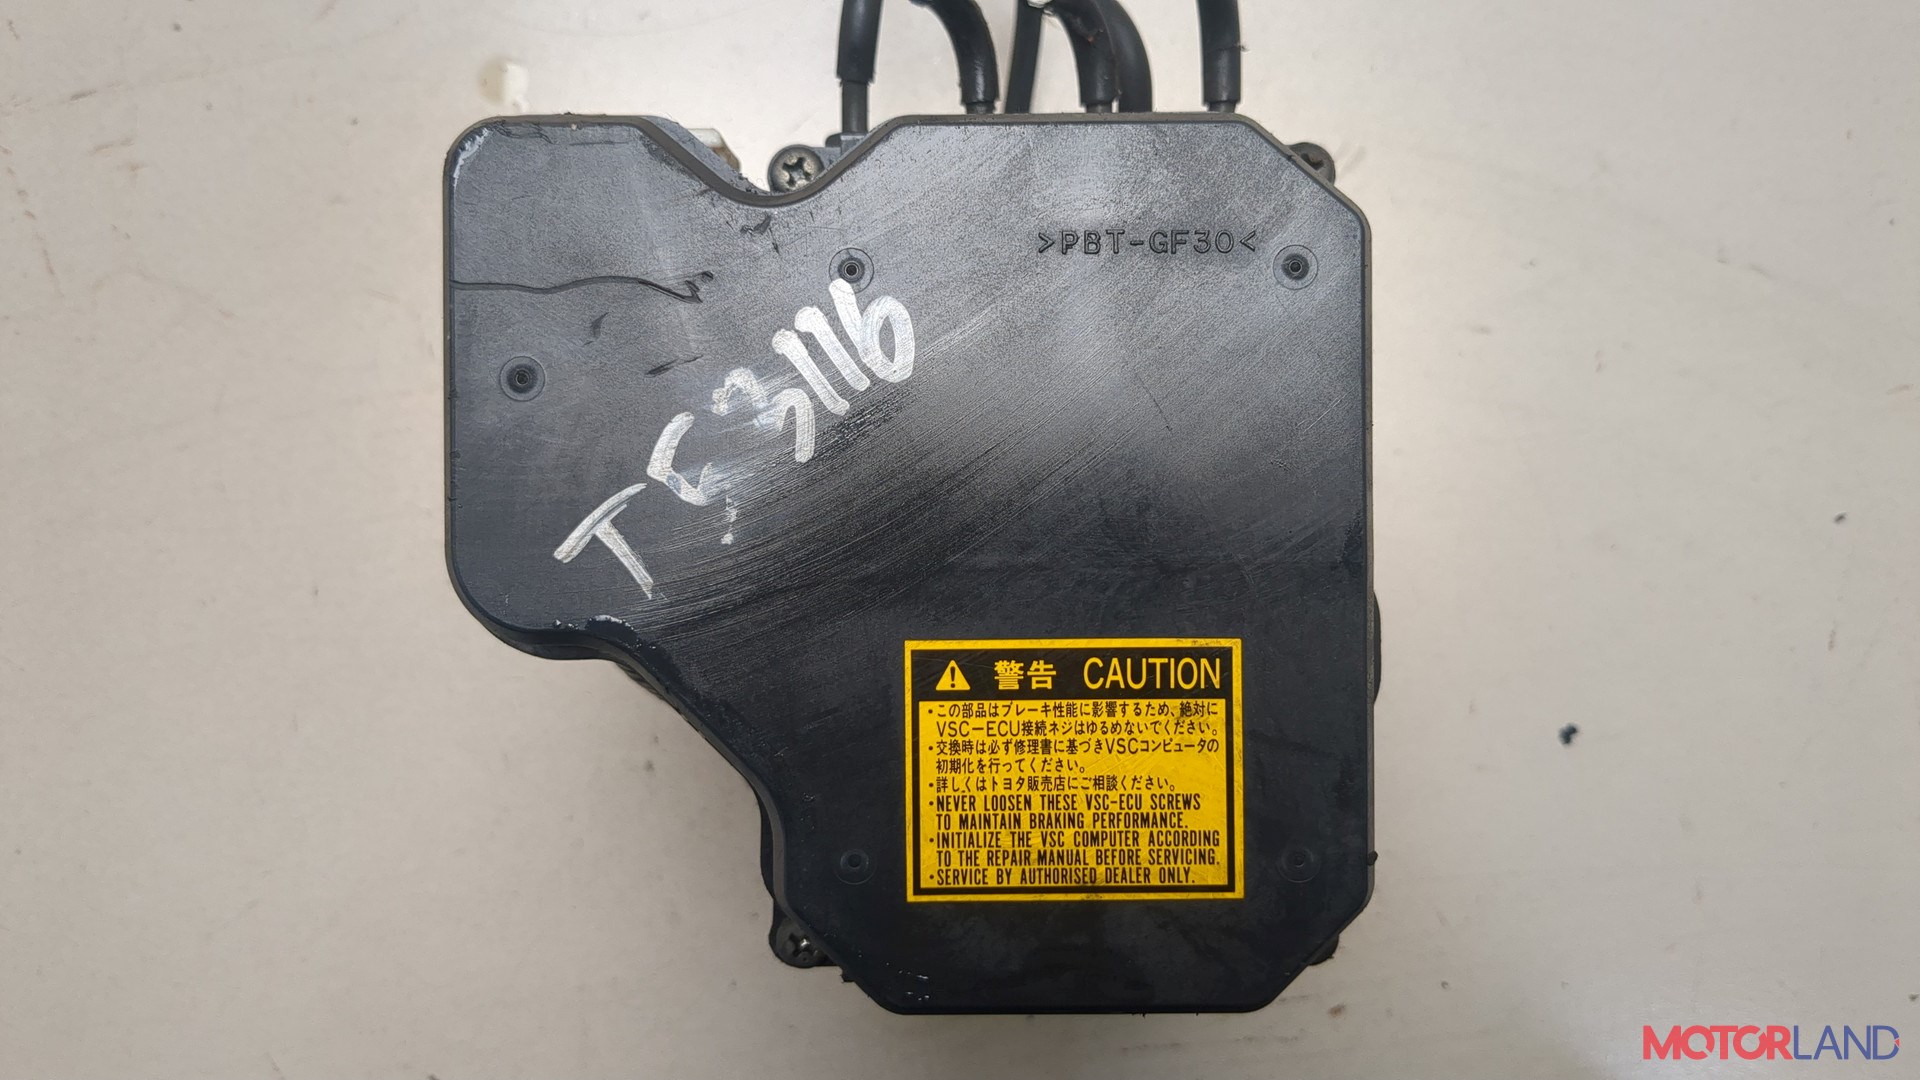 >PBT-GF30<
⚠ 警告 CAUTION
・この部品はブレーキ性能に影響するため、絶対に
VSC-ECU接続ネジはゆるめないでください。
・交換時は必ず修理書に基づきVSCコンピュータの
初期化を行ってください。
・詳しくはトヨタ販売店にご相談ください。
・NEVER LOOSEN THESE VSC-ECU SCREWS
TO MAINTAIN BRAKING PERFORMANCE.
・INITIALIZE THE VSC COMPUTER ACCORDING
TO THE REPAIR MANUAL BEFORE SERVICING.
・SERVICE BY AUTHORISED DEALER ONLY.
MOTORLAND